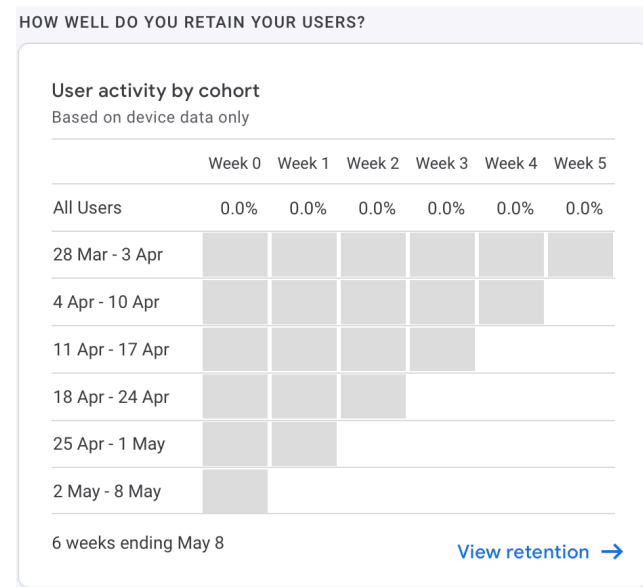 HOW WELL DO YOU RETAIN YOUR USERS?
User activity by cohort
Based on device data only
Week 0 Week 1 Week 2 Week 3 Week 4 Week 5
All Users 0.0% 0.0% 0.0% 0.0% 0.0% 0.0%
28 Mar - 3 Apr
4 Apr - 10 Apr
11 Apr - 17 Apr
18 Apr - 24 Apr
25 Apr - 1 May
2 May - 8 May
6 weeks ending May 8
View retention →